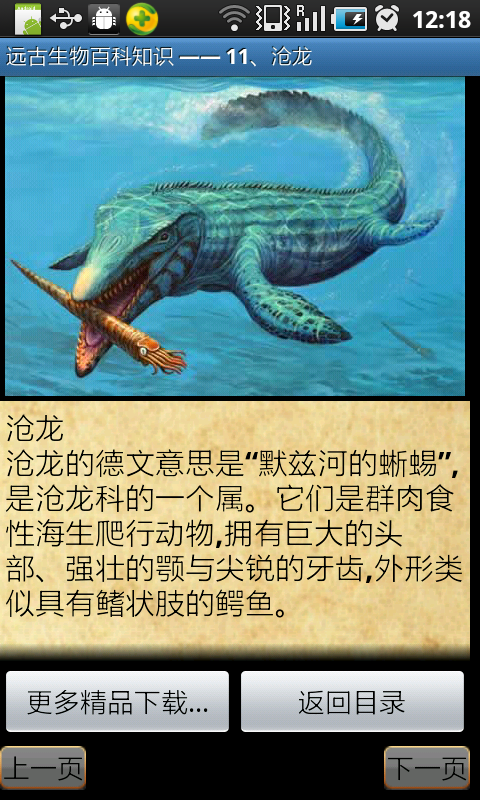 R
12:18
远古生物百科知识 —— 11、沧龙
沧龙
沧龙的德文意思是“默兹河的蜥蜴”,
是沧龙科的一个属。它们是群肉食
性海生爬行动物,拥有巨大的头
部、强壮的颚与尖锐的牙齿,外形类
似具有鳍状肢的鳄鱼。
更多精品下载...
返回目录
上一页
下一页